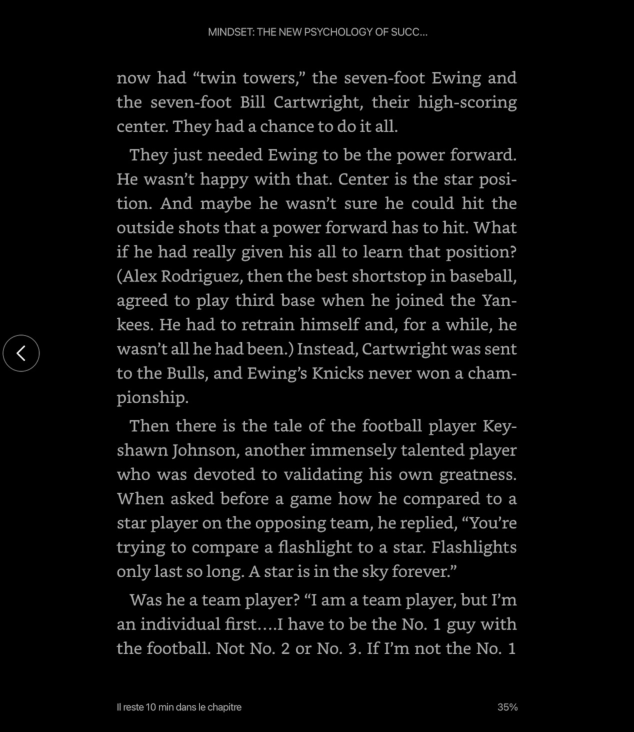 MINDSET: THE NEW PSYCHOLOGY OF SUCC...
now had “twin towers,” the seven-foot Ewing and
the seven-foot Bill Cartwright, their high-scoring
center. They had a chance to do it all.
They just needed Ewing to be the power forward.
He wasn’t happy with that. Center is the star posi-
tion. And maybe he wasn’t sure he could hit the
outside shots that a power forward has to hit. What
if he had really given his all to learn that position?
(Alex Rodriguez, then the best shortstop in baseball,
agreed to play third base when he joined the Yan-
kees. He had to retrain himself and, for a while, he
wasn’t all he had been.) Instead, Cartwright was sent
to the Bulls, and Ewing’s Knicks never won a cham-
pionship.
Then there is the tale of the football player Key-
shawn Johnson, another immensely talented player
who was devoted to validating his own greatness.
When asked before a game how he compared to a
star player on the opposing team, he replied, “You’re
trying to compare a flashlight to a star. Flashlights
only last so long. A star is in the sky forever.”
Was he a team player? “I am a team player, but I’m
an individual first....I have to be the No. 1 guy with
the football. Not No. 2 or No. 3. If I’m not the No. 1
Il reste 10 min dans le chapitre
35%